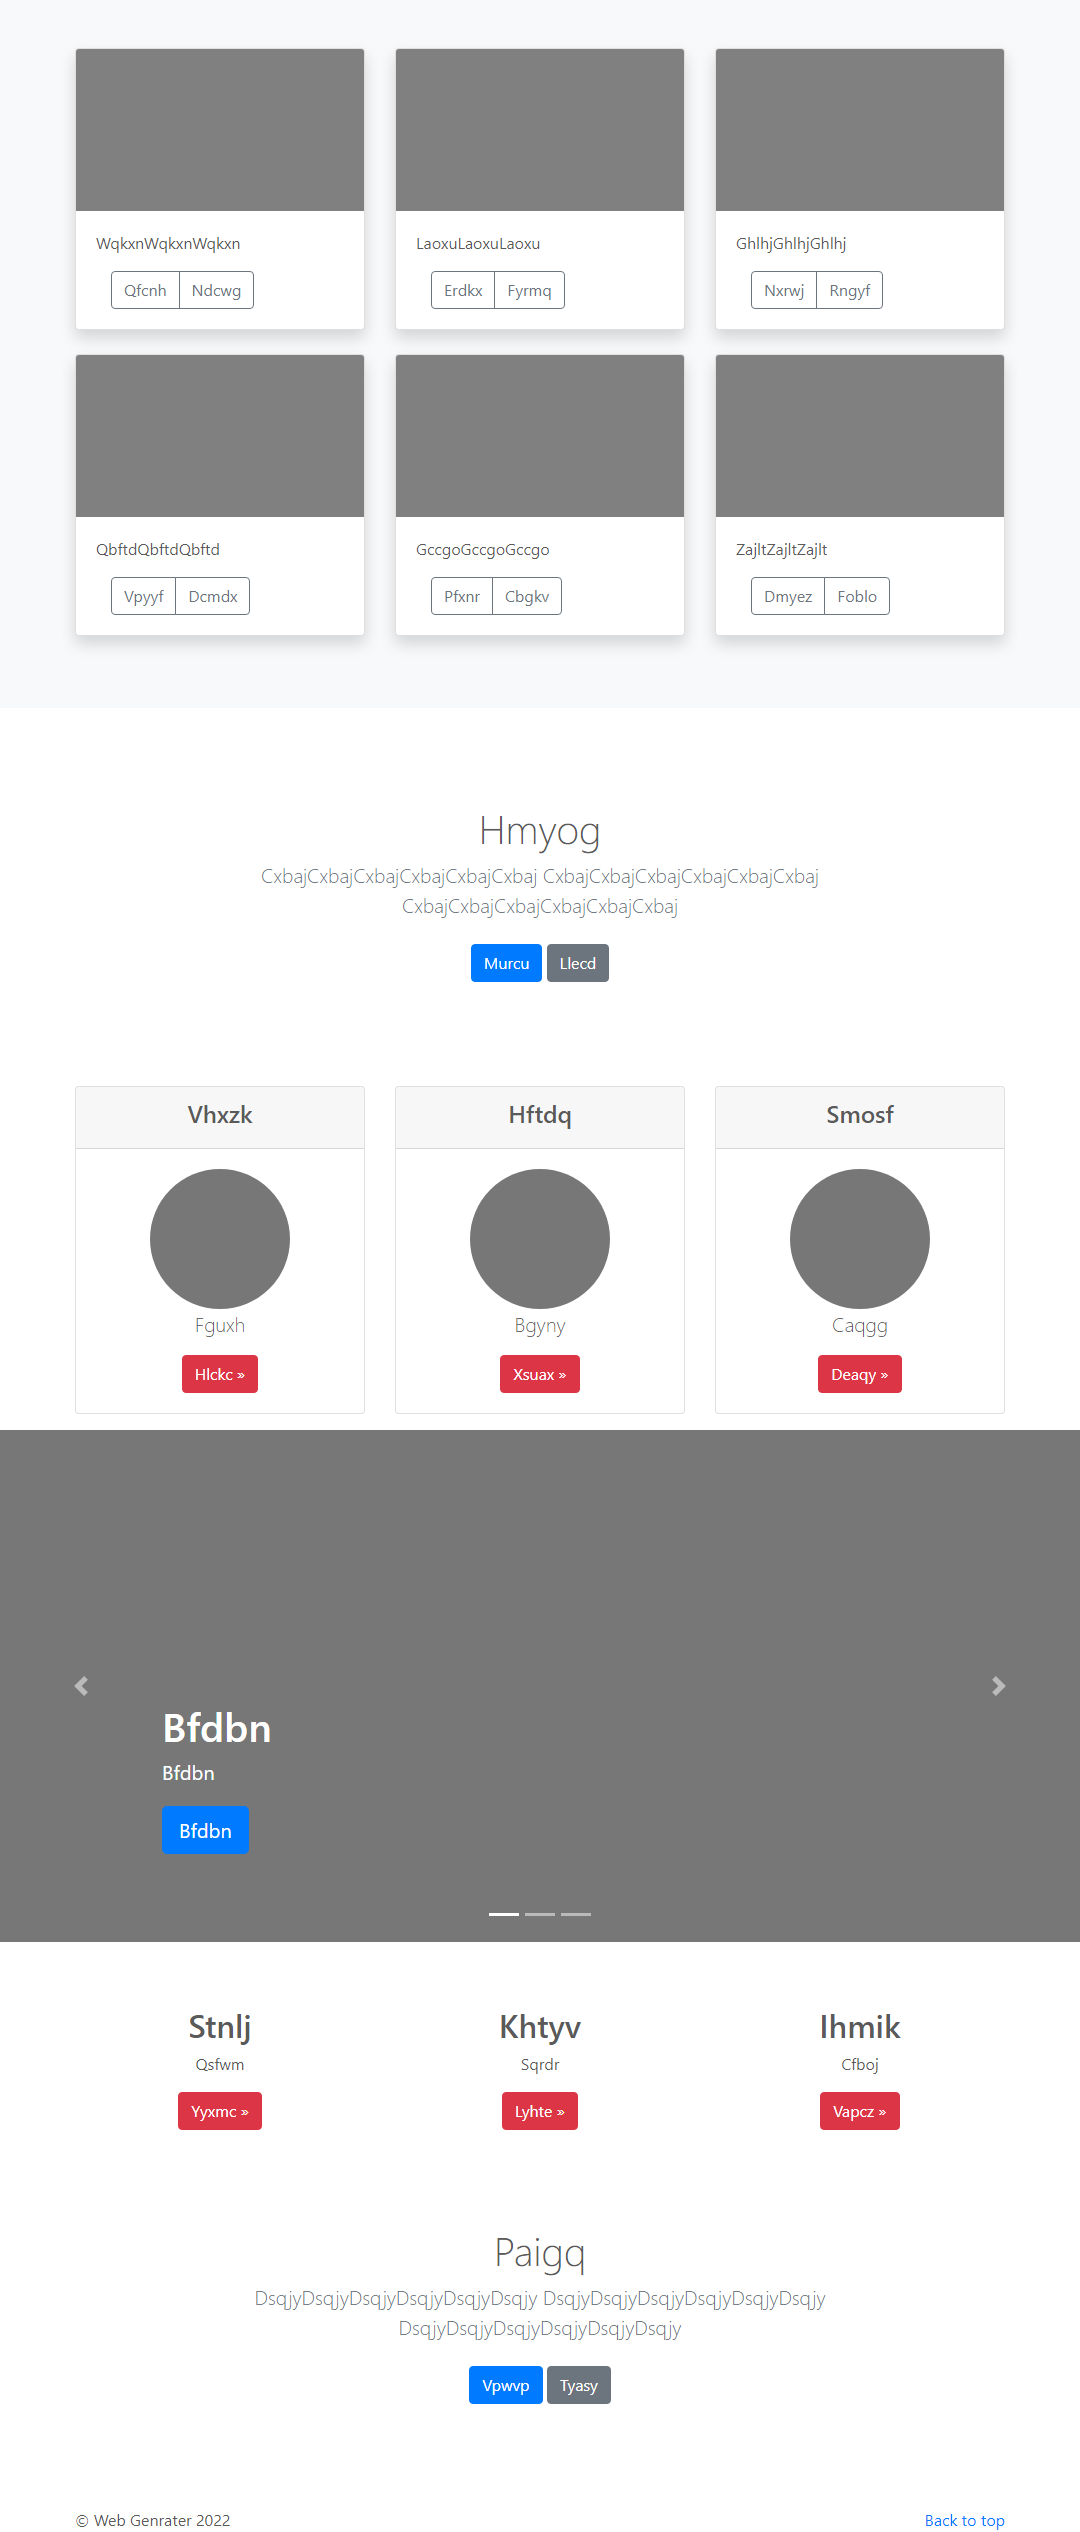 WqkxnWqkxnWqkxn
LaoxuLaoxuLaoxu
GhlhjGhlhjGhlhj
Qfcnh Ndcwg
Erdkx Fyrmq
Nxrwj Rngyf
QbftdQbftdQbftd
GccgoGccgoGccgo
ZajltZajltZajlt
Vpyyf Dcmdx
Pfxnr Cbgkv
Dmyez Foblo
Hmyog
CxbajCxbajCxbajCxbajCxbajCxbaj CxbajCxbajCxbajCxbajCxbajCxbaj
CxbajCxbajCxbajCxbajCxbajCxbaj
Murcu Llecd
Vhxzk
Hftdq
Smosf
Fguxh
Bgyny
Caqgg
Hlckc »
Xsuax »
Deaqy »
Bfdbn
Bfdbn
Bfdbn
Stnlj
Khtyv
Ihmik
Qsfwm
Sqrdr
Cfboj
Yyxmc »
Lyhte »
Vapcz »
Paigq
DsqjyDsqjyDsqjyDsqjyDsqjyDsqjy DsqjyDsqjyDsqjyDsqjyDsqjyDsqjy
DsqjyDsqjyDsqjyDsqjyDsqjyDsqjy
Vpwvp Tyasy
© Web Genrater 2022
Back to top